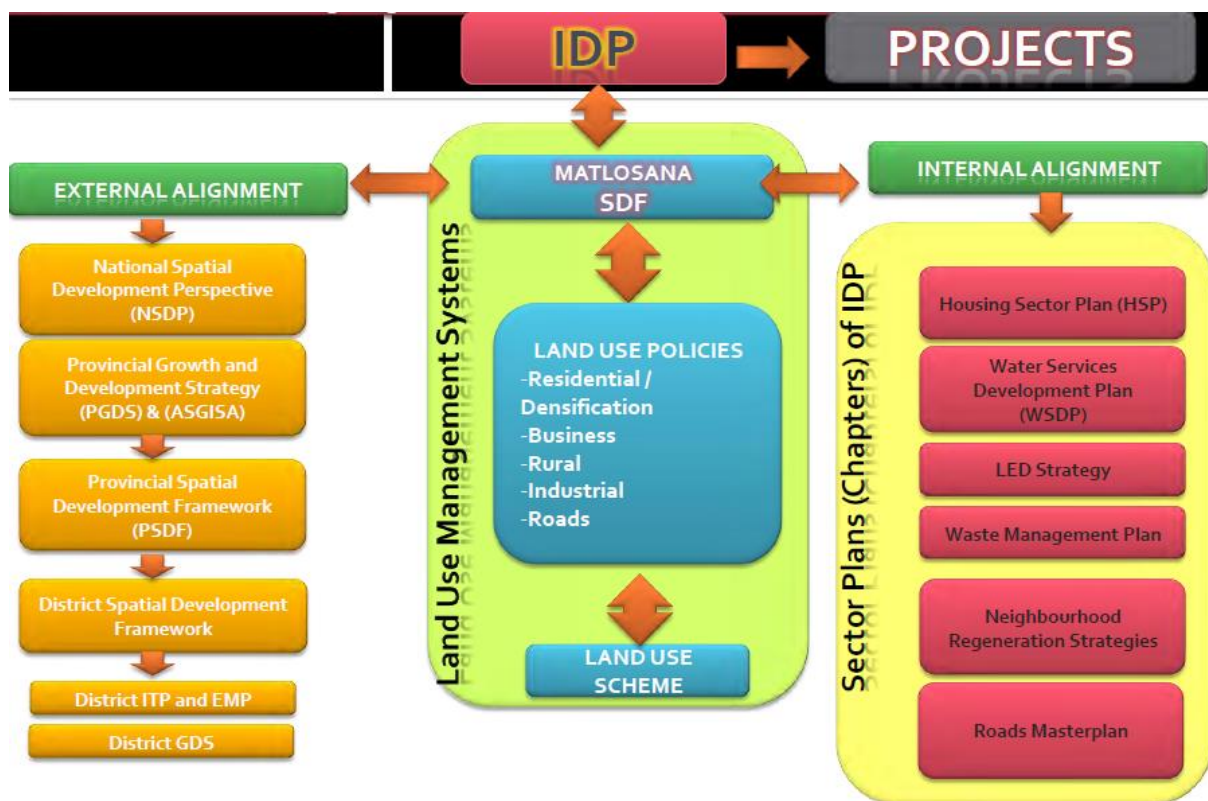 IDP
PROJECTS
EXTERNAL ALIGNMENT
National Spatial
Development Perspective
(NSDP)
Provincial Growth and
Development Strategy
(PGDS) & (ASGISA)
Provincial Spatial
Development Framework
(PSDF)
District Spatial Development
Framework
District ITP and EMP
District GDS
Land Use Management Systems
MATLOSANA
SDF
LAND USE POLICIES
-Residential /
Densification
-Business
-Rural
-Industrial
-Roads
LAND USE
SCHEME
INTERNAL ALIGNMENT
Sector Plans (Chapters) of IDP
Housing Sector Plan (HSP)
Water Services
Development Plan
(WSDP)
LED Strategy
Waste Management Plan
Neighbourhood
Regeneration Strategies
Roads Masterplan